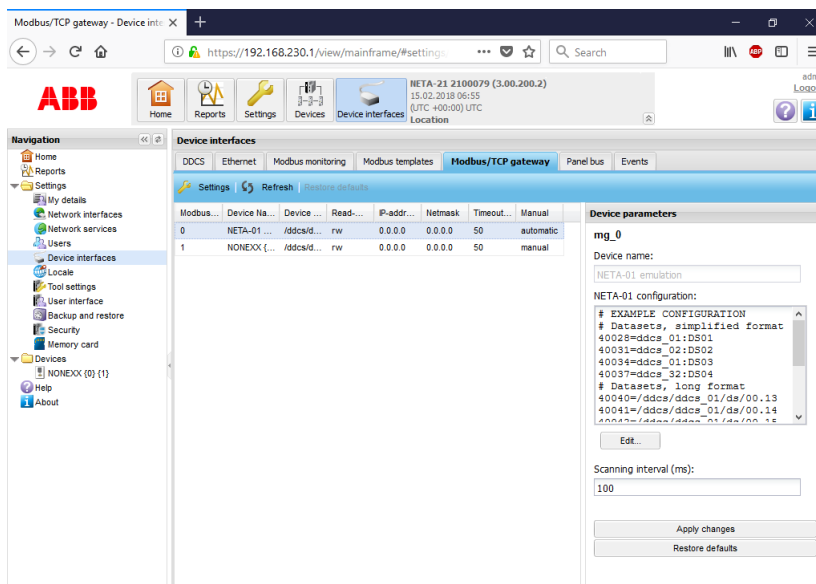 Modbus/TCP gateway - Device inte
https://192.168.230.1/view/mainframe/#settings
Search
ABP
ABB
Home
Reports
Settings
Devices
Device interfaces
NETA-21 2100079 (3.00.200.2)
15.02.2018 06:55
(UTC +00:00) UTC
Location
adm
Logo
Navigation
Home
Reports
Settings
My details
Network interfaces
Network services
Users
Device interfaces
Locale
Tool settings
User interface
Backup and restore
Security
Memory card
Devices
NONEXX {0} {1}
Help
About
Device interfaces
DDCS Ethernet Modbus monitoring Modbus templates Modbus/TCP gateway Panel bus Events
Settings Refresh Restore defaults
Modbus... Device Na... Device ... Read-... IP-addr... Netmask Timeout... Manual
0 NETA-01 ... /ddcs/d... rw 0.0.0.0 0.0.0.0 50 automatic
1 NONEXX {... /ddcs/d... rw 0.0.0.0 0.0.0.0 50 manual
Device parameters
mg_0
Device name:
NETA-01 emulation
NETA-01 configuration:
# EXAMPLE CONFIGURATION
# Datasets, simplified format
40028=ddcs_01:DS01
40031=ddcs_02:DS02
40034=ddcs_01:DS03
40037=ddcs_32:DS04
# Datasets, long format
40040=/ddcs/ddcs_01/ds/00.13
40041=/ddcs/ddcs_01/ds/00.14
40042=/ddcs/ddcs_01/ds/00.15
Edit...
Scanning interval (ms):
100
Apply changes
Restore defaults